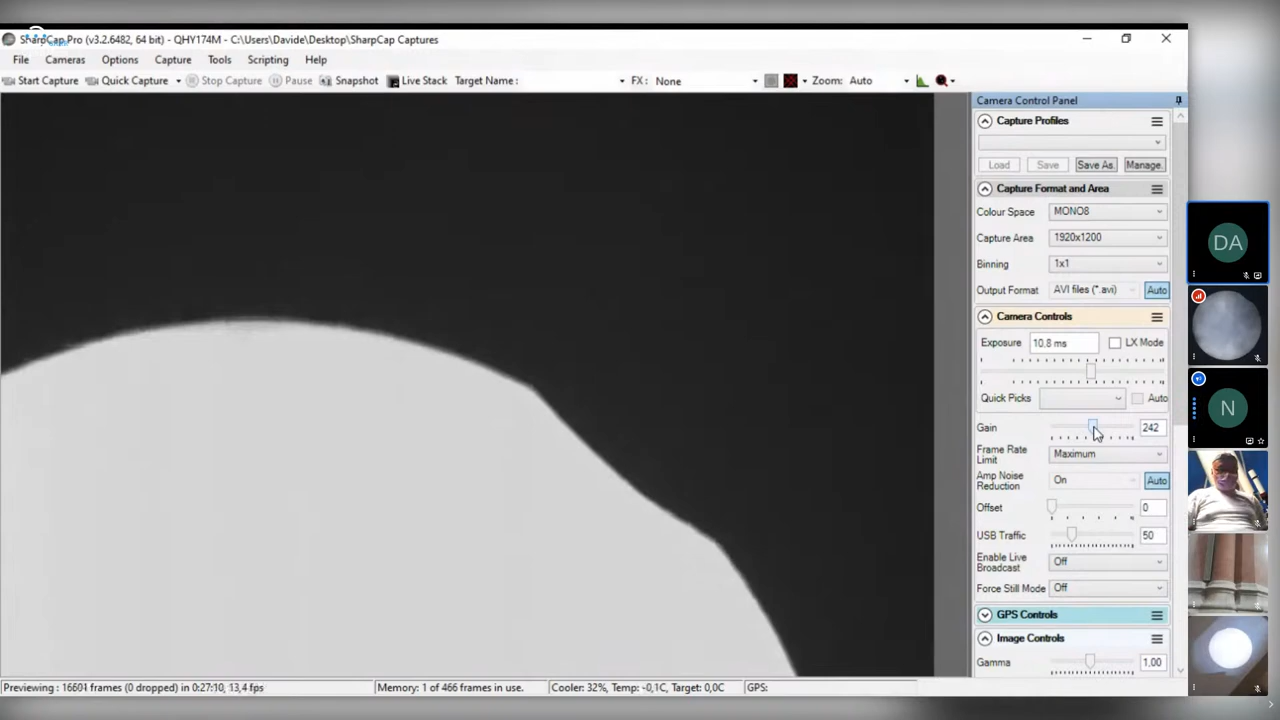 SharpCap Pro (v3.2.6482, 64 bit) - QHY174M - C:\Users\Davide\Desktop\SharpCap Captures
File Cameras Options Capture Tools Scripting Help
Start Capture Quick Capture Stop Capture Pause Snapshot Live Stack Target Name : FX: None Zoom: Auto
Camera Control Panel
Capture Profiles
Load Save Save As. Manage.
Capture Format and Area
Colour Space MONO8
Capture Area 1920x1200
Binning 1x1
Output Format AVI files (*.avi) Auto
Camera Controls
Exposure 10.8 ms LX Mode
Quick Picks Auto
Gain 242
Frame Rate Limit Maximum
Amp Noise Reduction On Auto
Offset 0
USB Traffic 50
Enable Live Broadcast Off
Force Still Mode Off
GPS Controls
Image Controls
Gamma 1.00
Previewing : 16601 frames (0 dropped) in 0:27:10, 13,4 fps Memory: 1 of 466 frames in use. Cooler: 32%, Temp: -0,1C, Target: 0,0C GPS:
DA
N